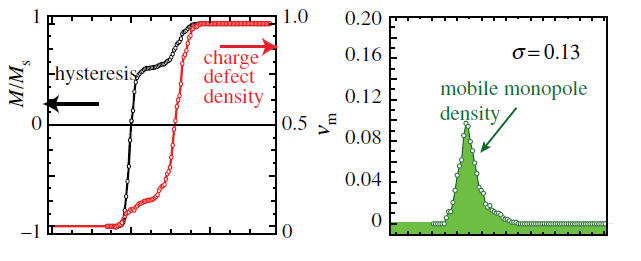 1
0
−1
M/Ms
hysteresis
charge
defect
density
1.0
0.5
0
νm
0.20
0.16
0.12
0.08
0.04
0
σ = 0.13
mobile monopole
density